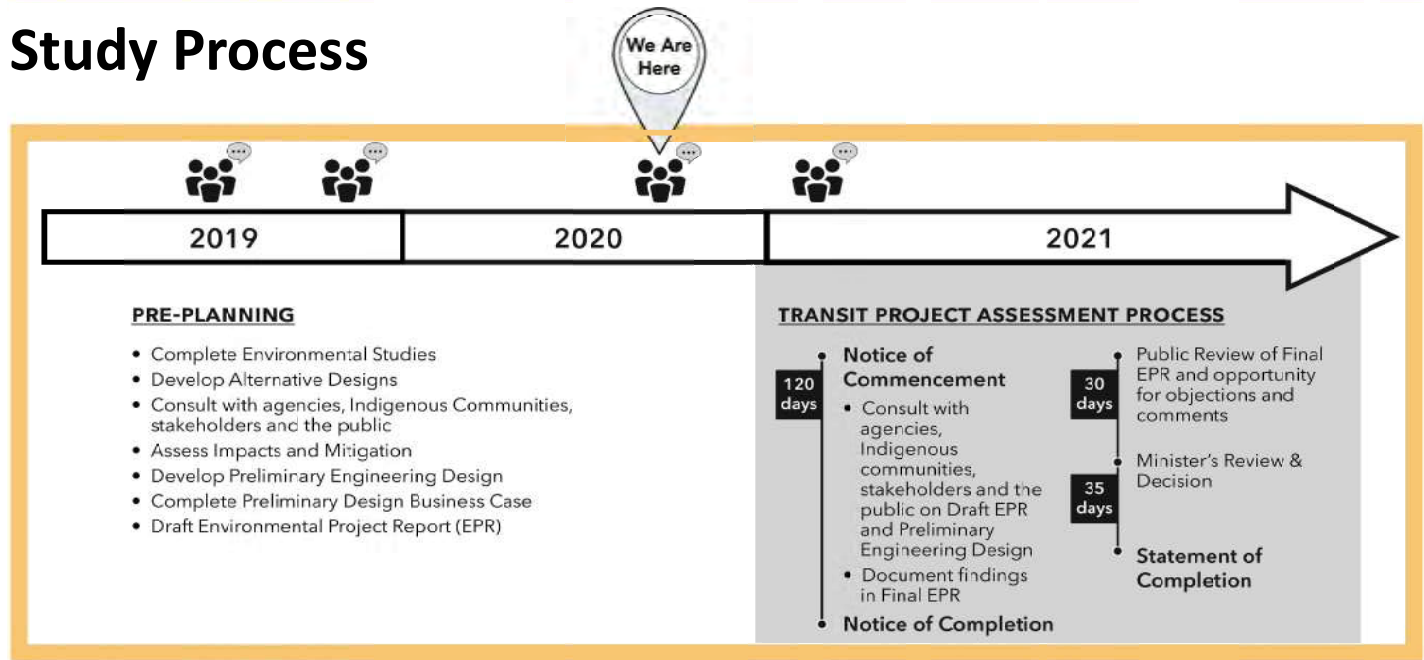 Study Process
We Are
Here
2019
2020
2021
PRE-PLANNING
• Complete Environmental Studies
• Develop Alternative Designs
• Consult with agencies, Indigenous Communities,
stakeholders and the public
• Assess Impacts and Mitigation
• Develop Preliminary Engineering Design
• Complete Preliminary Design Business Case
• Draft Environmental Project Report (EPR)
TRANSIT PROJECT ASSESSMENT PROCESS
120
days
Notice of
Commencement
• Consult with
agencies,
Indigenous
communities,
stakeholders and the
public on Draft EPR
and Preliminary
Engineering Design
• Document findings
in Final EPR
Notice of Completion
30
days
Public Review of Final
EPR and opportunity
for objections and
comments
35
days
Minister's Review &
Decision
Statement of
Completion